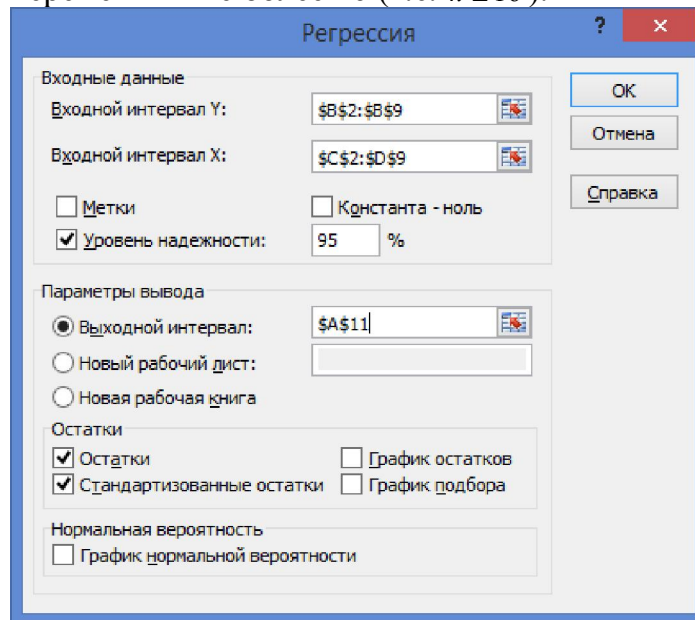 Регрессия
?
×
Входные данные
Входной интервал Y: $B$2:$B$9
Входной интервал X: $C$2:$D$9
Метки Константа - ноль
Уровень надежности: 95 %
ОК
Отмена
Справка
Параметры вывода
Выходной интервал: $A$11
Новый рабочий лист:
Новая рабочая книга
Остатки
Остатки График остатков
Стандартизованные остатки График подбора
Нормальная вероятность
График нормальной вероятности